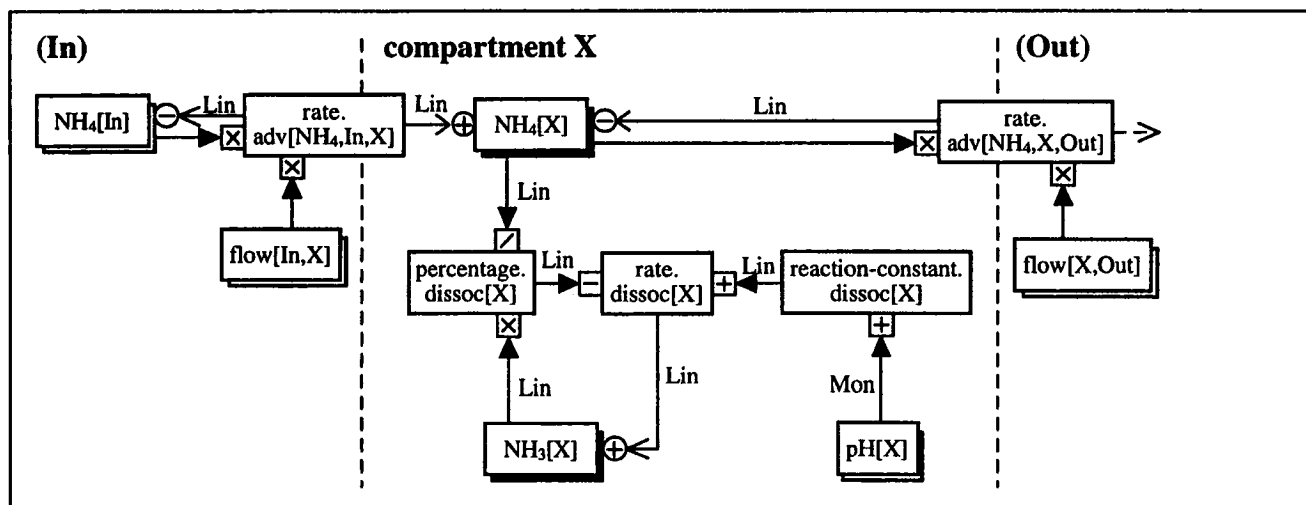 (In)
compartment X
(Out)
NH₄[In]
−
Lin
×
rate.
adv[NH₄,In,X]
×
Lin
+
NH₄[X]
−
Lin
×
rate.
adv[NH₄,X,Out]
×
flow[In,X]
Lin
/
percentage.
dissoc[X]
×
Lin
−
rate.
dissoc[X]
+
Lin
reaction-constant.
dissoc[X]
+
flow[X,Out]
Lin
Lin
Mon
NH₃[X]
+
pH[X]